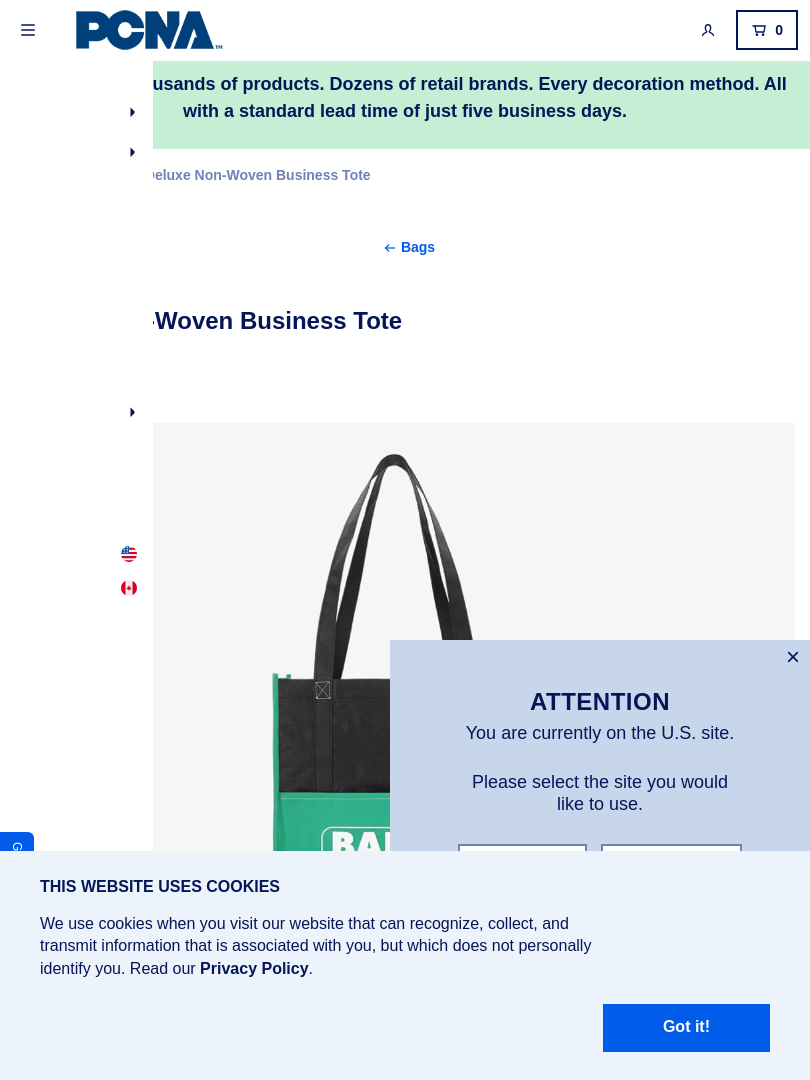 PCNA™
0
usands of products. Dozens of retail brands. Every decoration method. All
with a standard lead time of just five business days.
Deluxe Non-Woven Business Tote
← Bags
-Woven Business Tote
×
ATTENTION
You are currently on the U.S. site.
Please select the site you would
like to use.
G
THIS WEBSITE USES COOKIES
We use cookies when you visit our website that can recognize, collect, and
transmit information that is associated with you, but which does not personally
identify you. Read our Privacy Policy.
Got it!